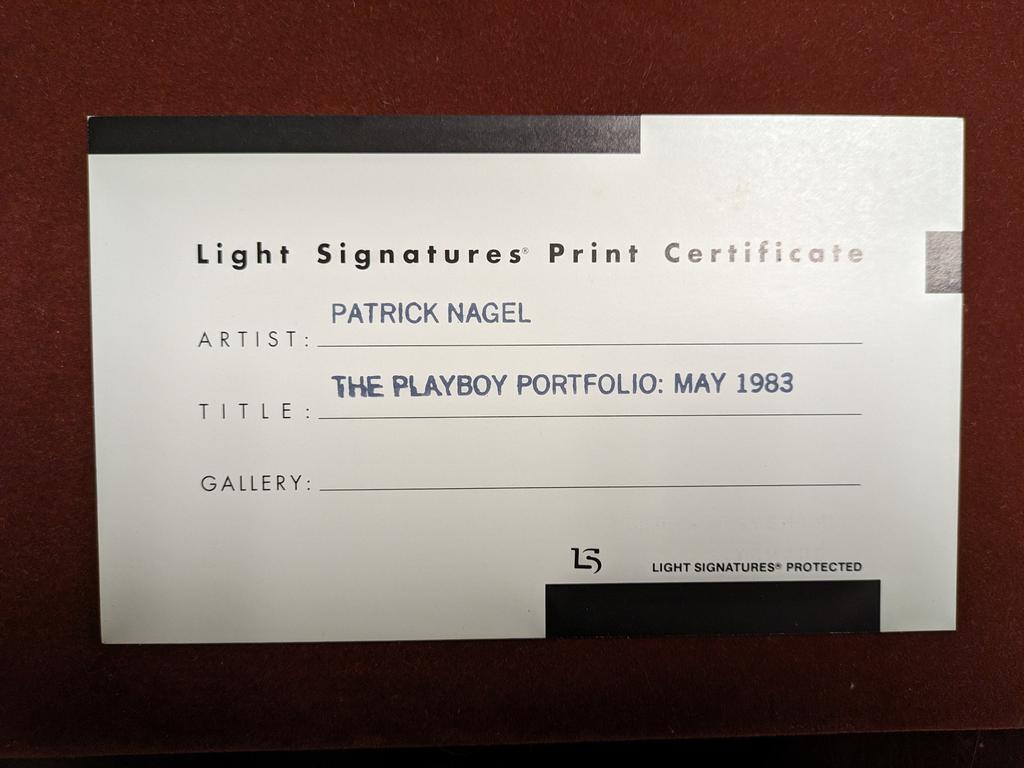 Light Signatures® Print Certificate
PATRICK NAGEL
ARTIST:
THE PLAYBOY PORTFOLIO: MAY 1983
TITLE:
GALLERY:
LS
LIGHT SIGNATURES® PROTECTED